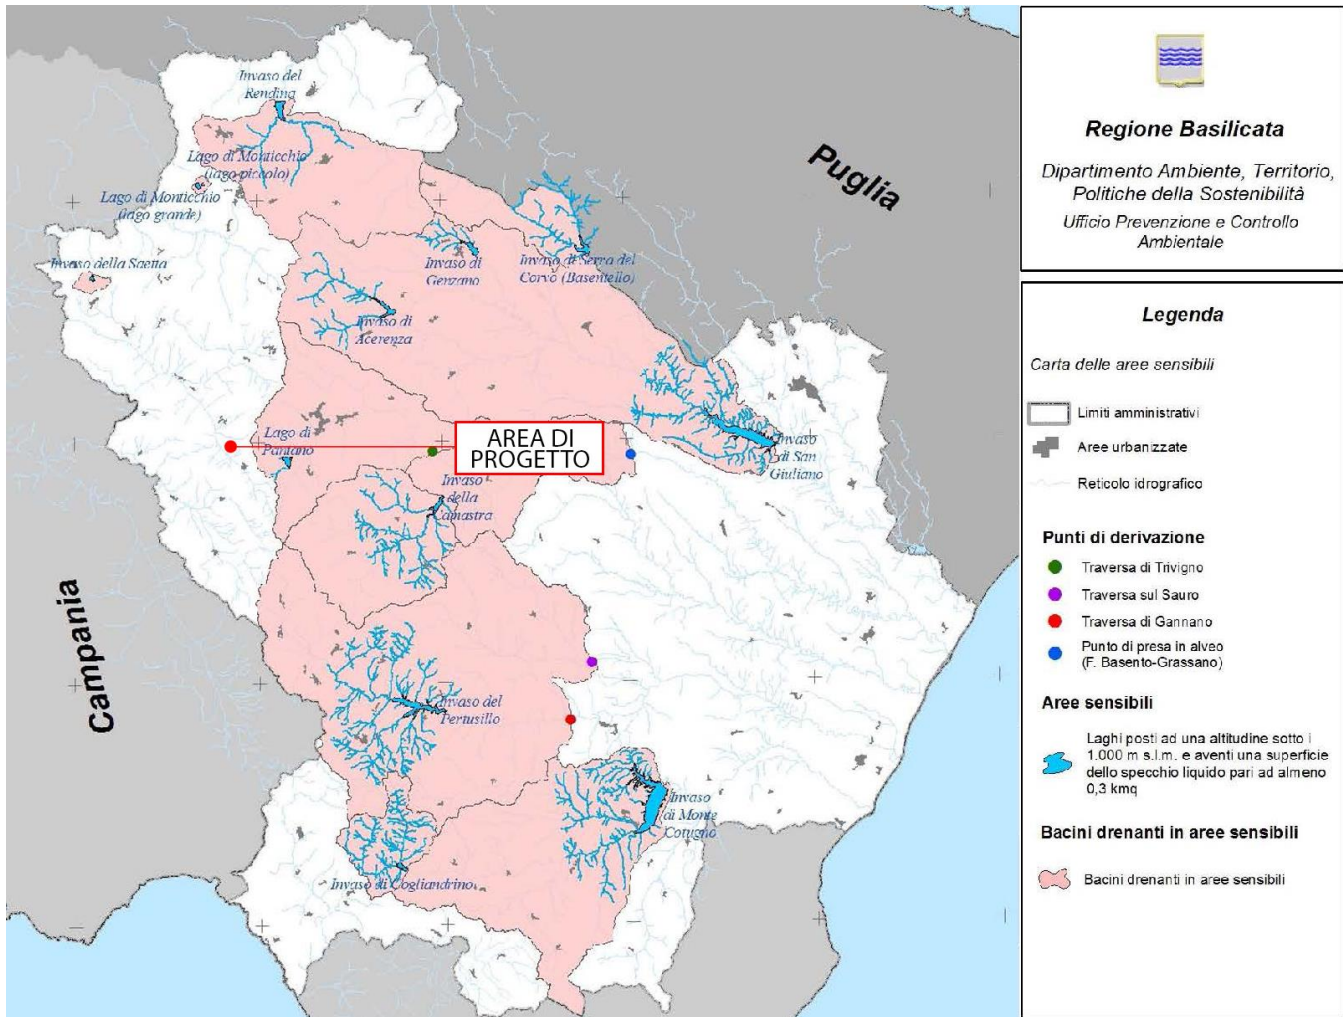 Invaso del
Rendina
Lago di Monticchio
(lago piccolo)
Lago di Monticchio
(lago grande)
Invaso della Saetta
Invaso di
Genzano
Invaso di Serra del
Corvo (Basentello)
Invaso di
Acerenza
Puglia
Lago di
Pantano
AREA DI
PROGETTO
Invaso
di San
Giuliano
Invaso
della
Camastra
Campania
Invaso del
Pertusillo
Invaso
di Monte
Cotugno
Invaso di Cogliandrino
Regione Basilicata
Dipartimento Ambiente, Territorio,
Politiche della Sostenibilità
Ufficio Prevenzione e Controllo
Ambientale
Legenda
Carta delle aree sensibili
Limiti amministrativi
Aree urbanizzate
Reticolo idrografico
Punti di derivazione
Traversa di Trivigno
Traversa sul Sauro
Traversa di Gannano
Punto di presa in alveo
(F. Basento-Grassano)
Aree sensibili
Laghi posti ad una altitudine sotto i
1.000 m s.l.m. e aventi una superficie
dello specchio liquido pari ad almeno
0,3 kmq
Bacini drenanti in aree sensibili
Bacini drenanti in aree sensibili